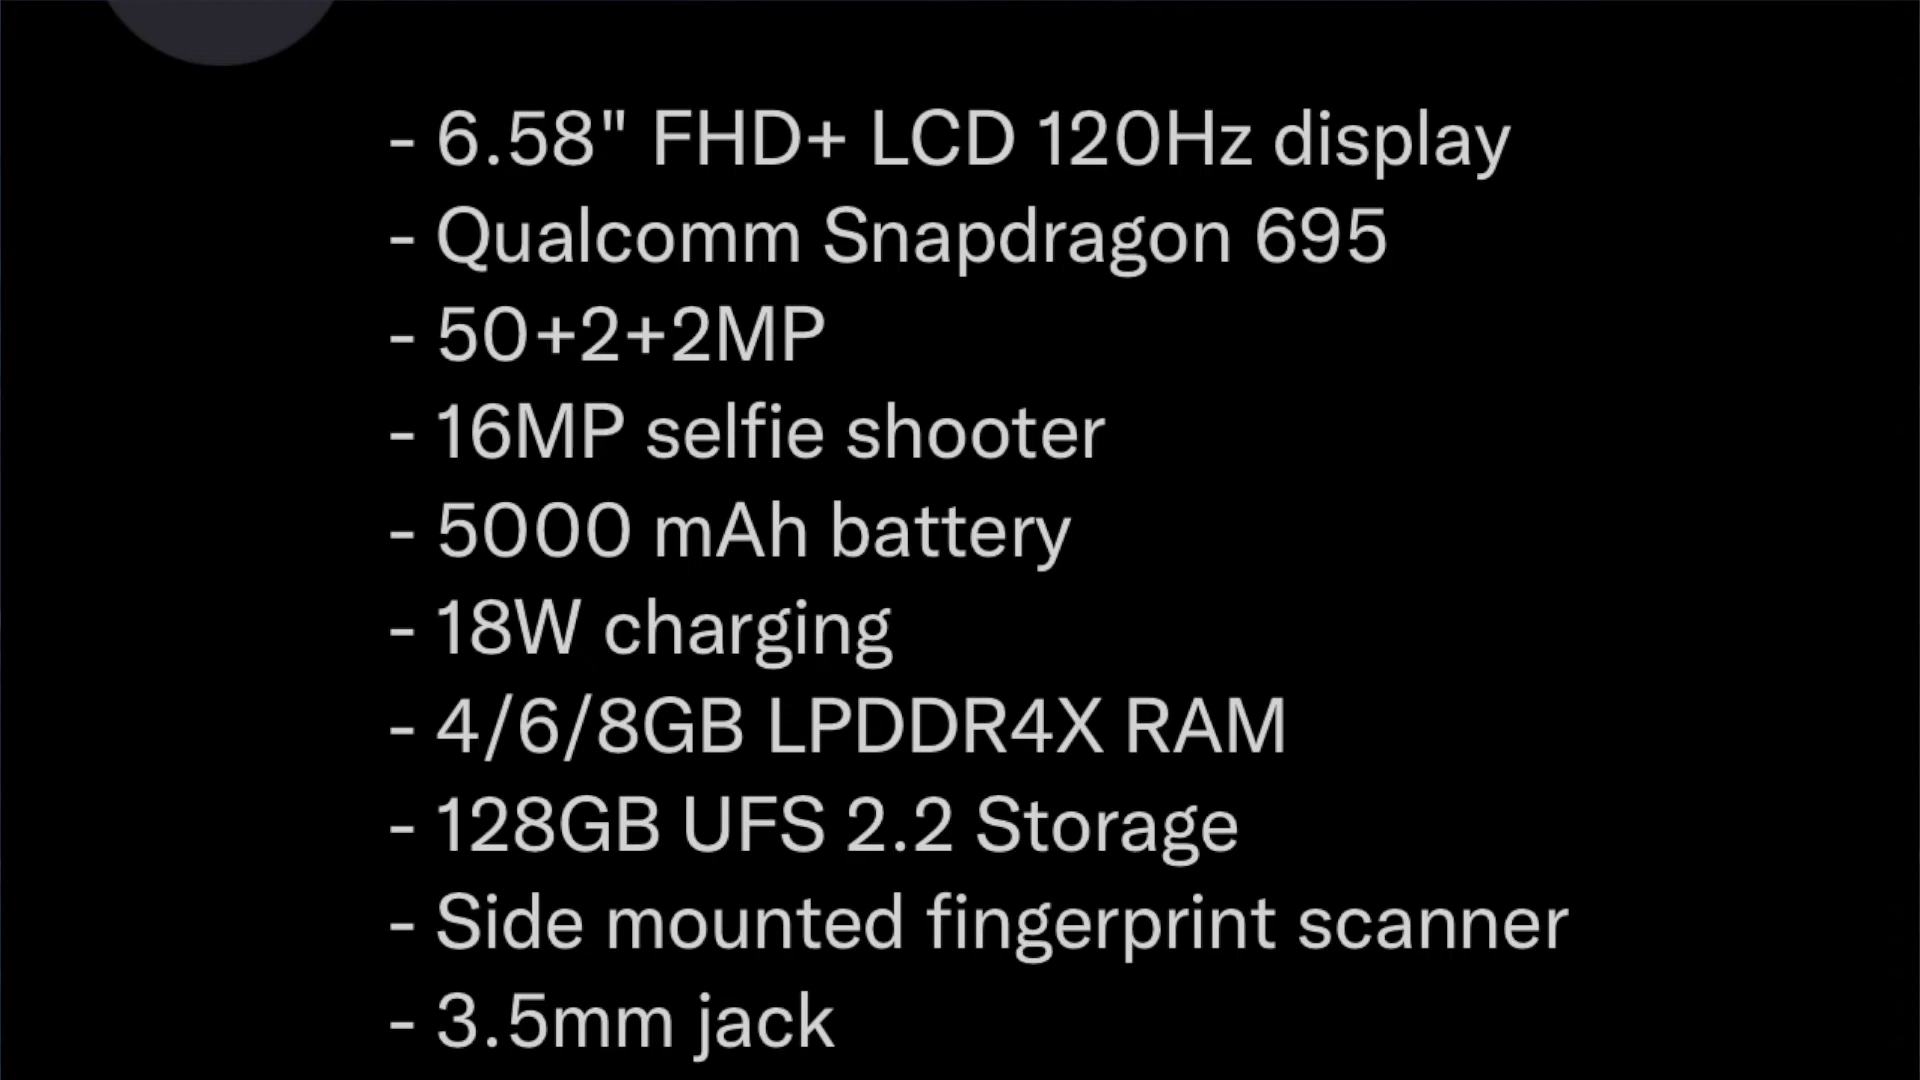 - 6.58" FHD+ LCD 120Hz display
- Qualcomm Snapdragon 695
- 50+2+2MP
- 16MP selfie shooter
- 5000 mAh battery
- 18W charging
- 4/6/8GB LPDDR4X RAM
- 128GB UFS 2.2 Storage
- Side mounted fingerprint scanner
- 3.5mm jack